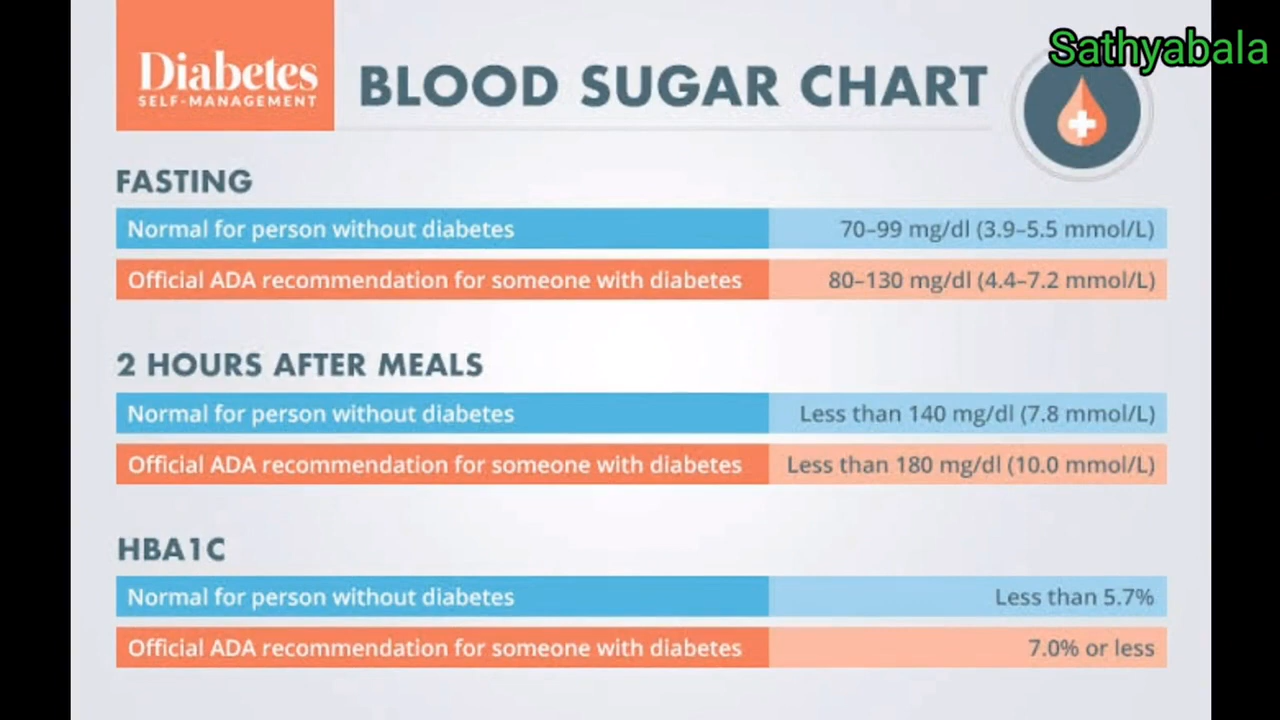 Sathyabala
Diabetes
SELF-MANAGEMENT
BLOOD SUGAR CHART
FASTING
Normal for person without diabetes 70–99 mg/dl (3.9–5.5 mmol/L)
Official ADA recommendation for someone with diabetes 80–130 mg/dl (4.4–7.2 mmol/L)
2 HOURS AFTER MEALS
Normal for person without diabetes Less than 140 mg/dl (7.8 mmol/L)
Official ADA recommendation for someone with diabetes Less than 180 mg/dl (10.0 mmol/L)
HBA1C
Normal for person without diabetes Less than 5.7%
Official ADA recommendation for someone with diabetes 7.0% or less